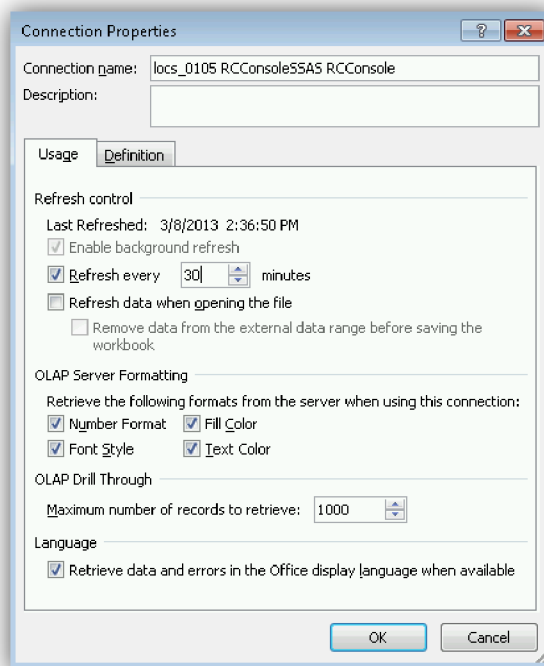 Connection Properties
Connection name: locs_0105 RCConsoleSSAS RCConsole
Description:
Usage Definition
Refresh control
Last Refreshed: 3/8/2013 2:36:50 PM
Enable background refresh
Refresh every 30 minutes
Refresh data when opening the file
Remove data from the external data range before saving the
workbook
OLAP Server Formatting
Retrieve the following formats from the server when using this connection:
Number Format Fill Color
Font Style Text Color
OLAP Drill Through
Maximum number of records to retrieve: 1000
Language
Retrieve data and errors in the Office display language when available
OK Cancel